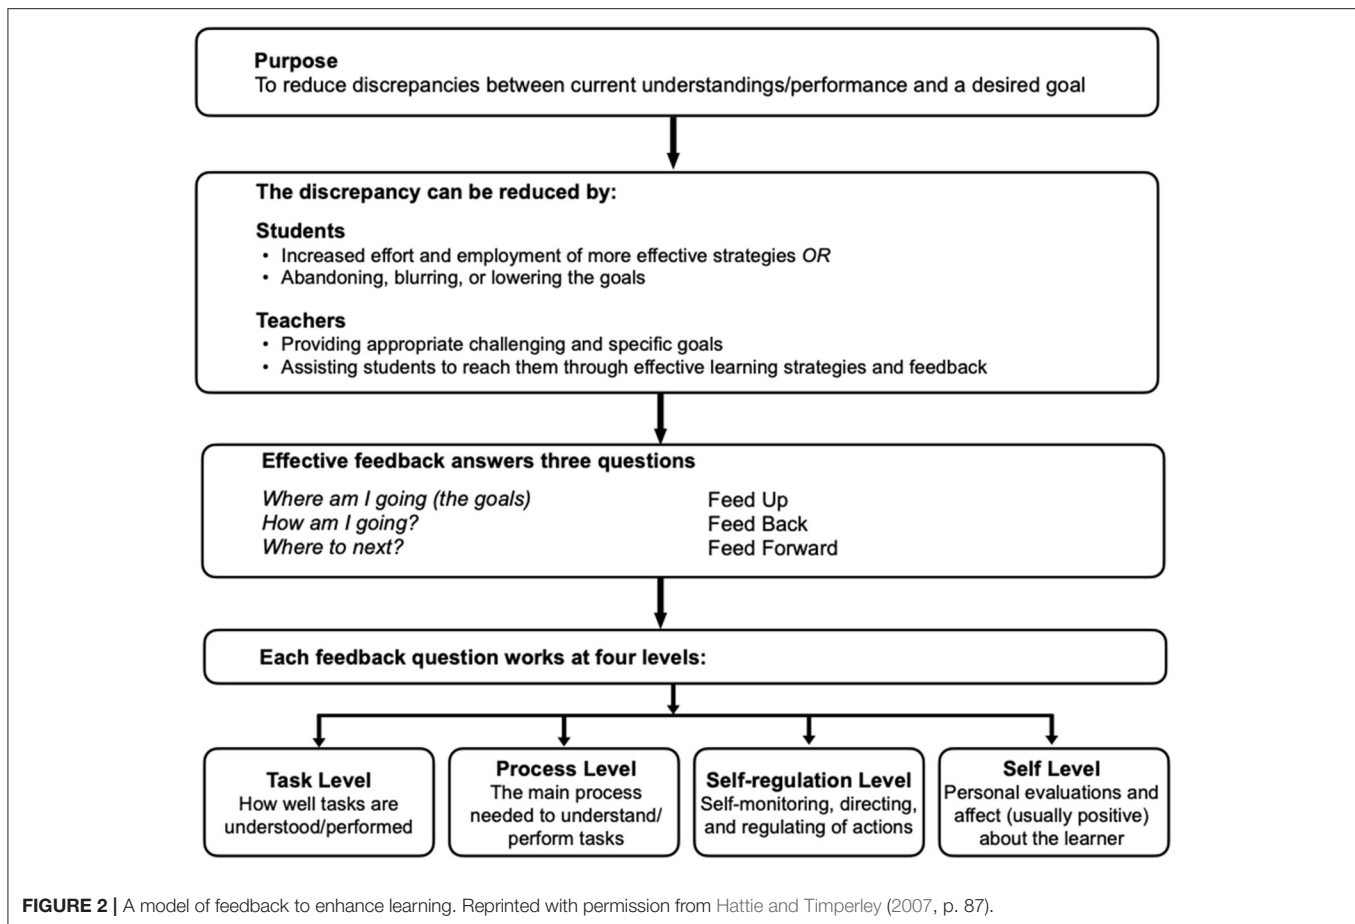 Purpose
To reduce discrepancies between current understandings/performance and a desired goal
The discrepancy can be reduced by:
Students
• Increased effort and employment of more effective strategies OR
• Abandoning, blurring, or lowering the goals
Teachers
• Providing appropriate challenging and specific goals
• Assisting students to reach them through effective learning strategies and feedback
Effective feedback answers three questions
Where am I going (the goals) Feed Up
How am I going? Feed Back
Where to next? Feed Forward
Each feedback question works at four levels:
Task Level
How well tasks are
understood/performed
Process Level
The main process
needed to understand/
perform tasks
Self-regulation Level
Self-monitoring, directing,
and regulating of actions
Self Level
Personal evaluations and
affect (usually positive)
about the learner
FIGURE 2 | A model of feedback to enhance learning. Reprinted with permission from Hattie and Timperley (2007, p. 87).